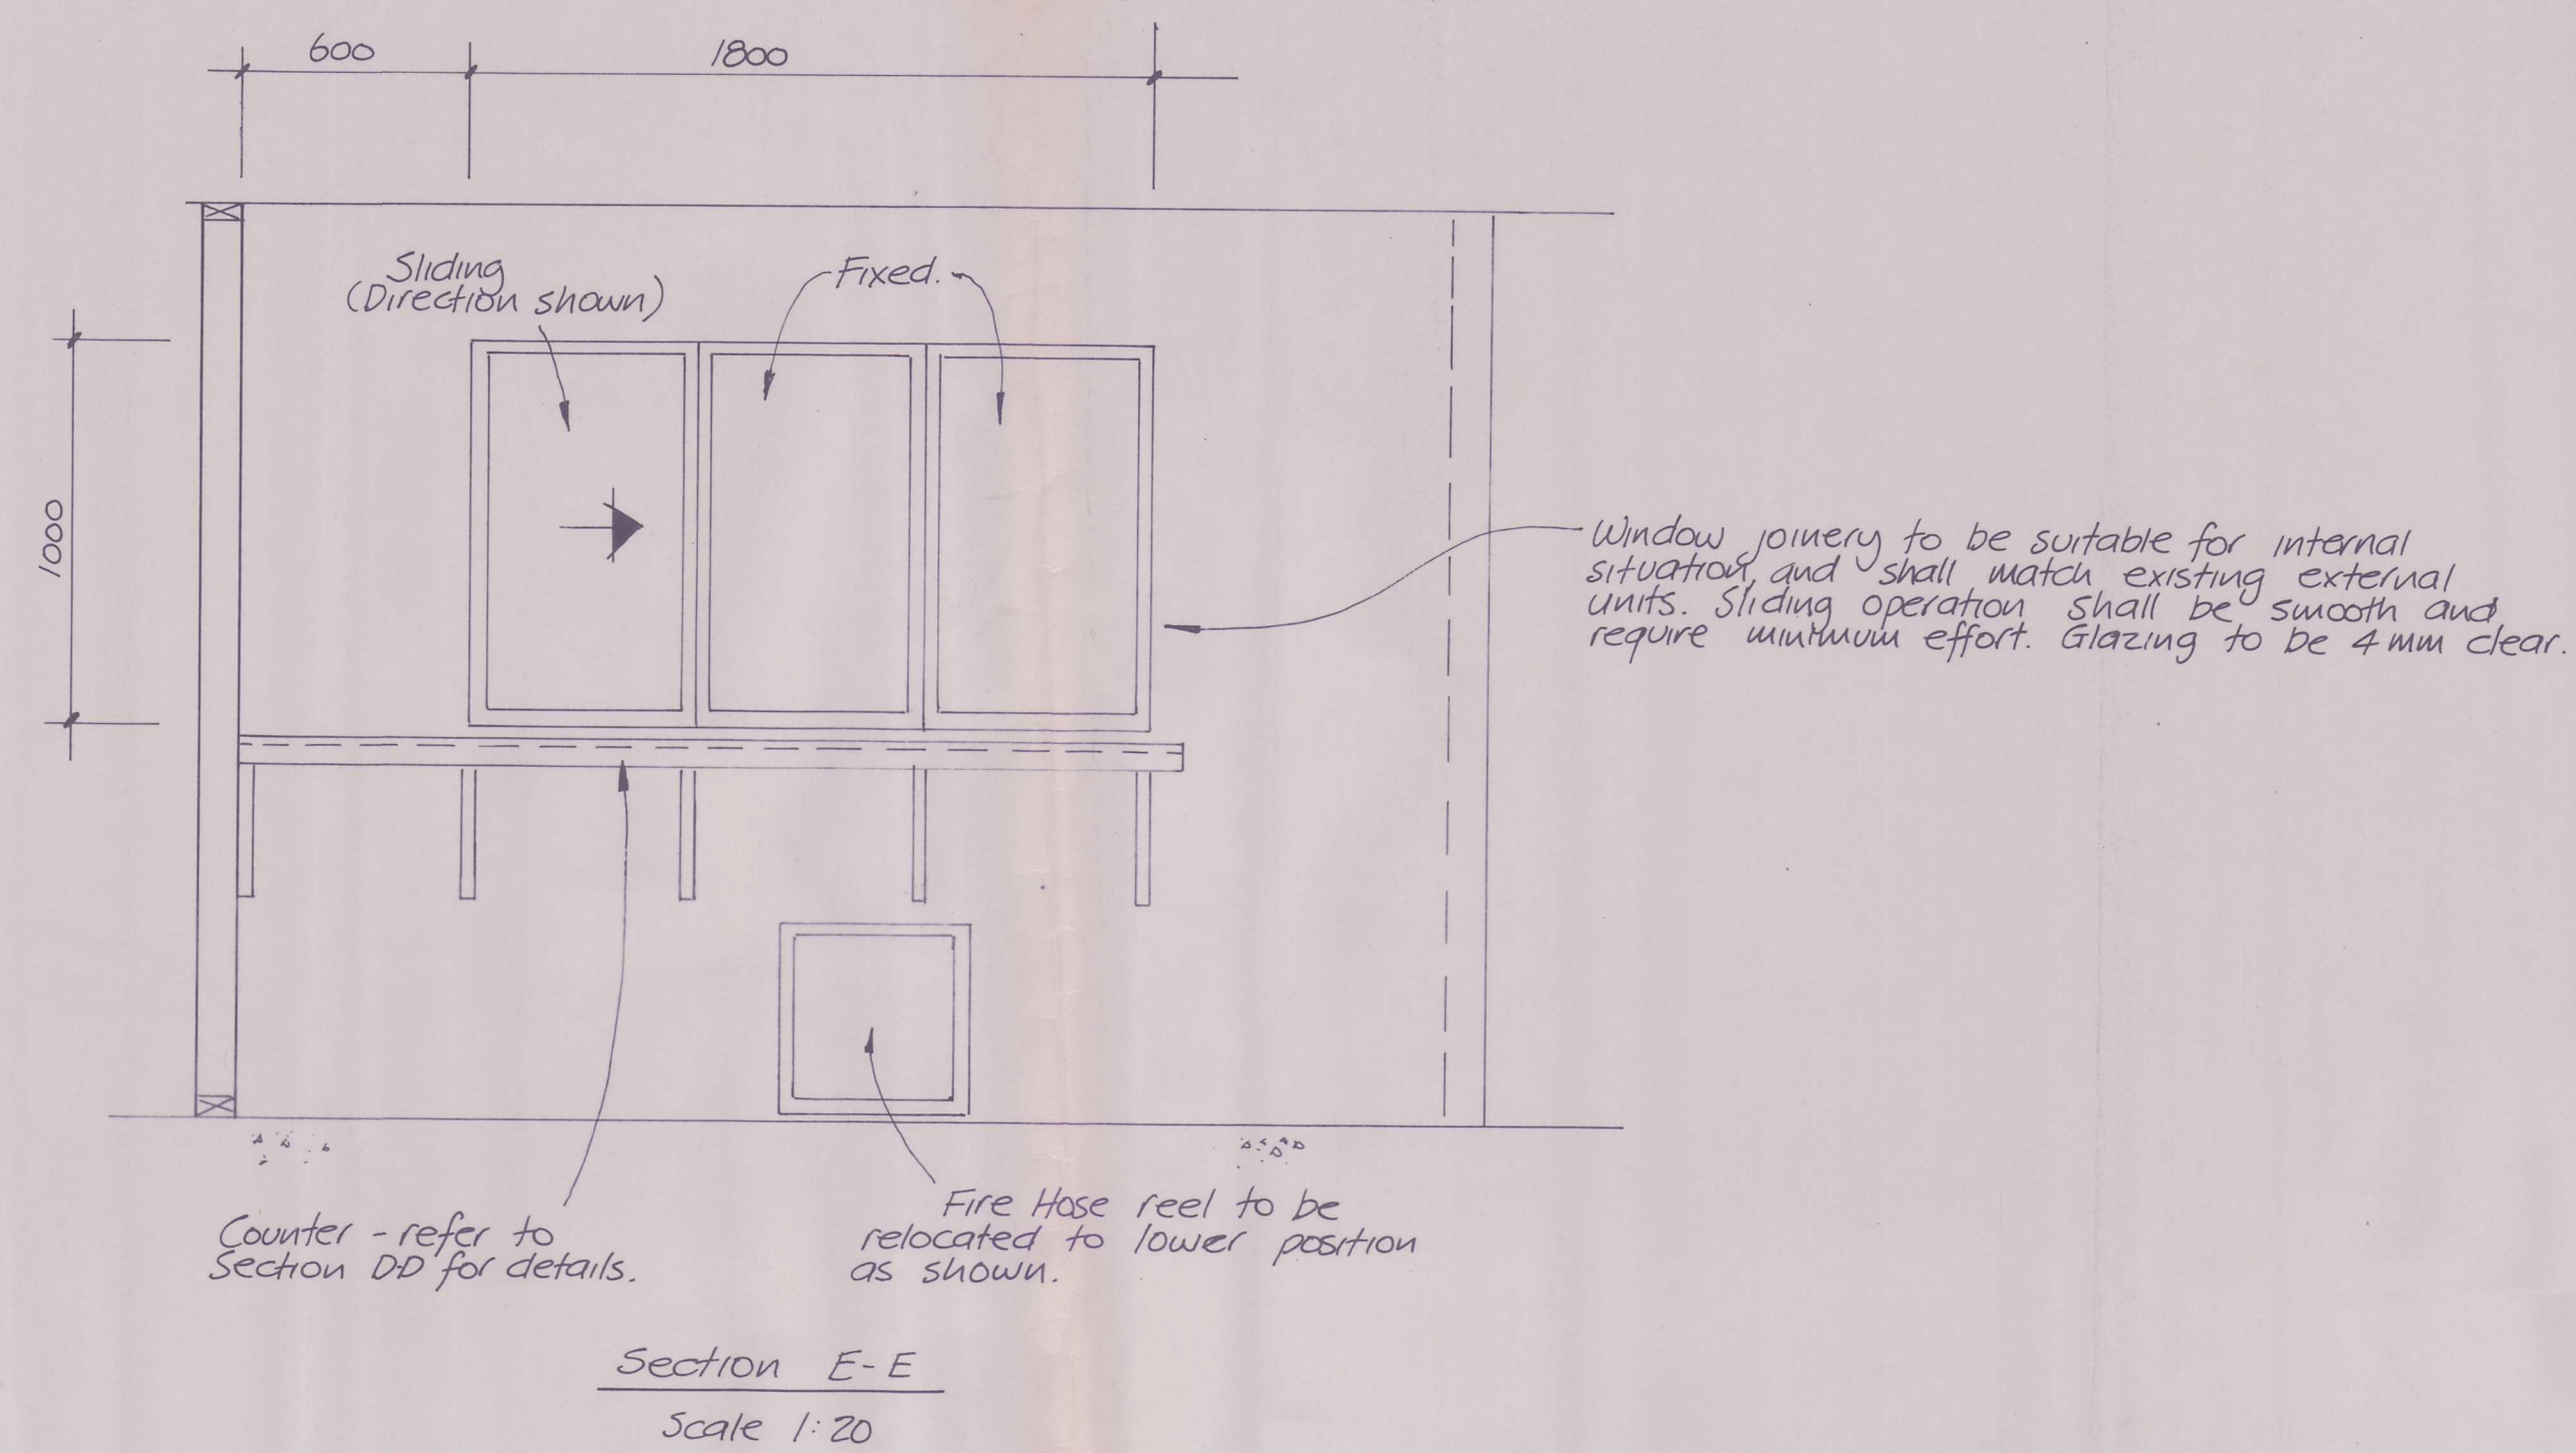 600
1800
Sliding
(Direction shown)
Fixed.
1000
Window joinery to be suitable for internal
situation, and shall match existing external
units. Sliding operation shall be smooth and
require minimum effort. Glazing to be 4mm clear.
Counter - refer to
Section D-D for details.
Fire Hose reel to be
relocated to lower position
as shown.
Section E-E
Scale 1:20